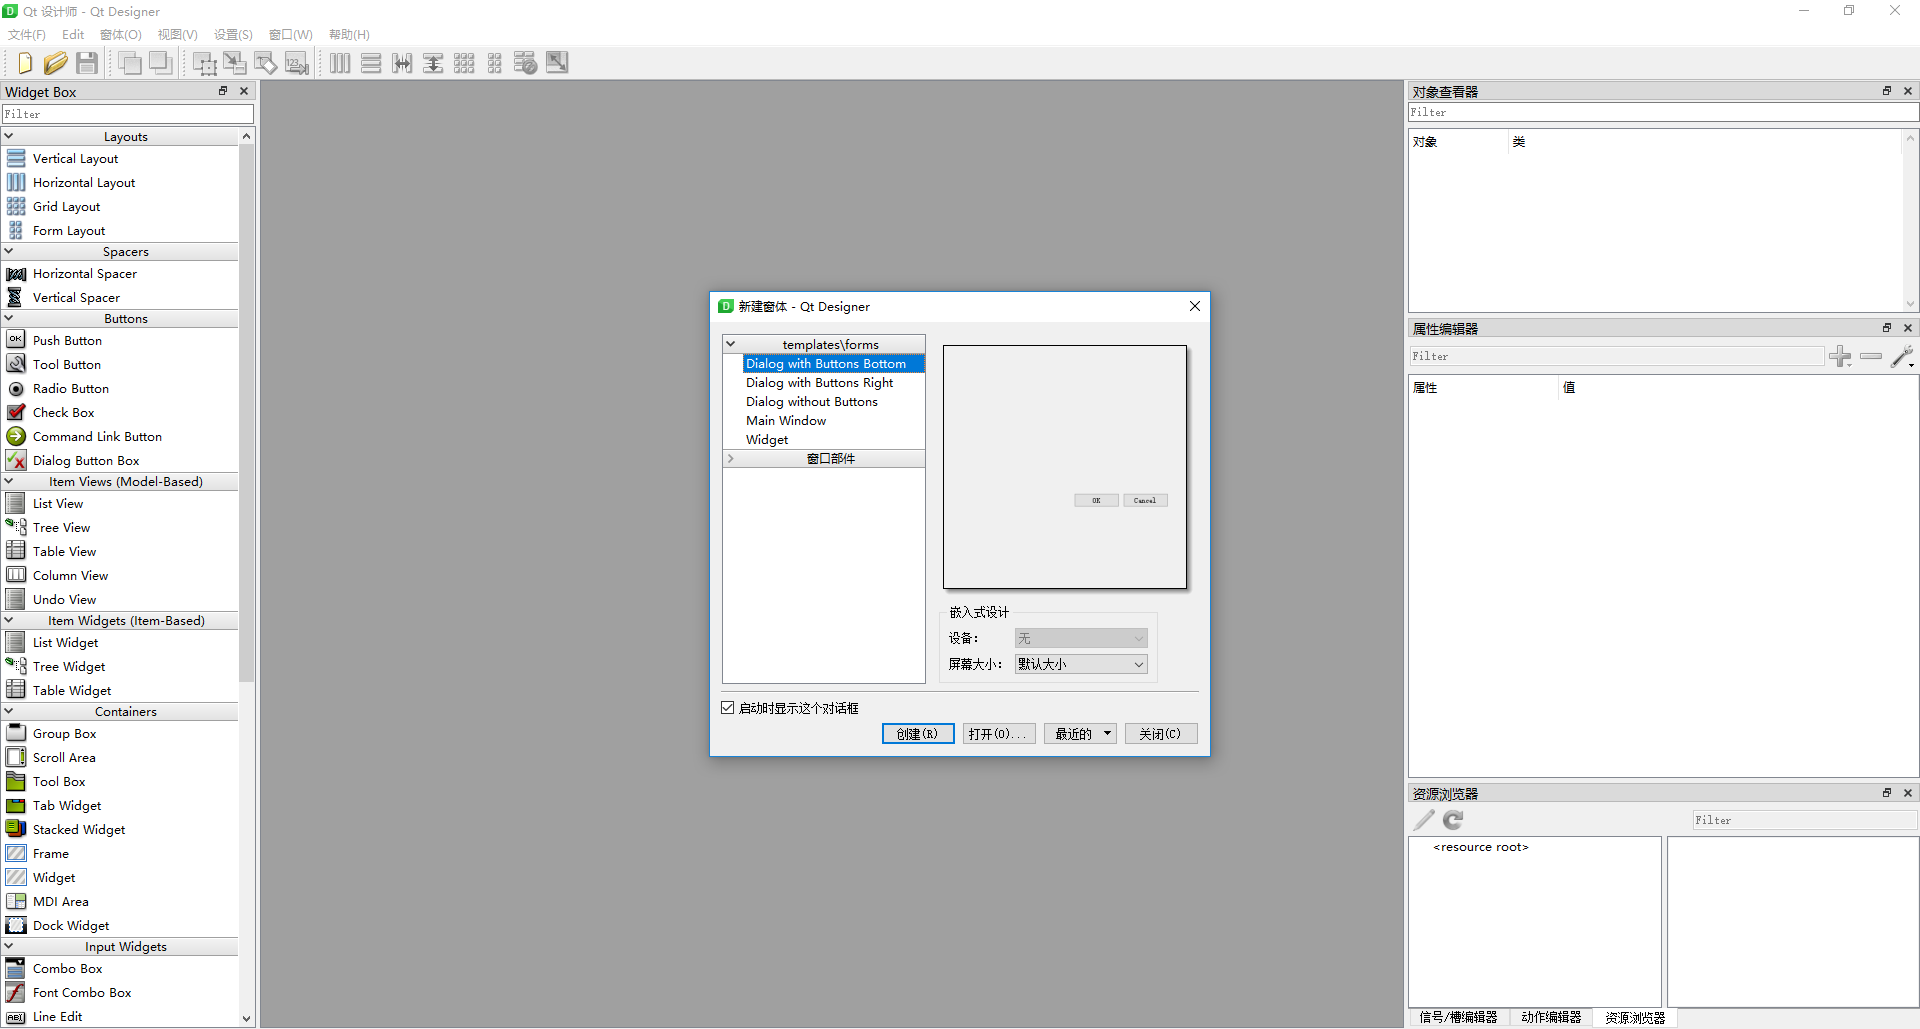 Qt 设计师 - Qt Designer
文件(F) Edit 窗体(O) 视图(V) 设置(S) 窗口(W) 帮助(H)
Widget Box
Filter
Layouts
Vertical Layout
Horizontal Layout
Grid Layout
Form Layout
Spacers
Horizontal Spacer
Vertical Spacer
Buttons
OK Push Button
Tool Button
Radio Button
Check Box
Command Link Button
Dialog Button Box
Item Views (Model-Based)
List View
Tree View
Table View
Column View
Undo View
Item Widgets (Item-Based)
List Widget
Tree Widget
Table Widget
Containers
Group Box
Scroll Area
Tool Box
Tab Widget
Stacked Widget
Frame
Widget
MDI Area
Dock Widget
Input Widgets
Combo Box
Font Combo Box
Line Edit
新建窗体 - Qt Designer
templates\forms
Dialog with Buttons Bottom
Dialog with Buttons Right
Dialog without Buttons
Main Window
Widget
窗口部件
OK Cancel
嵌入式设计
设备: 无
屏幕大小: 默认大小
启动时显示这个对话框
创建(R) 打开(O)... 最近的 关闭(C)
对象查看器
Filter
对象 类
属性编辑器
Filter
属性 值
资源浏览器
Filter
<resource root>
信号/槽编辑器 动作编辑器 资源浏览器